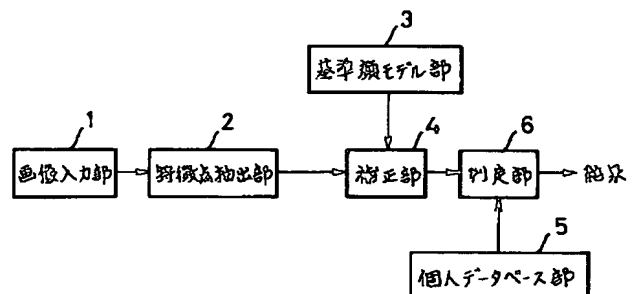 3
基準顔モデル部
1
2
4
6
画像入力部
特徴点抽出部
補正部
判定部
結果
5
個人データベース部